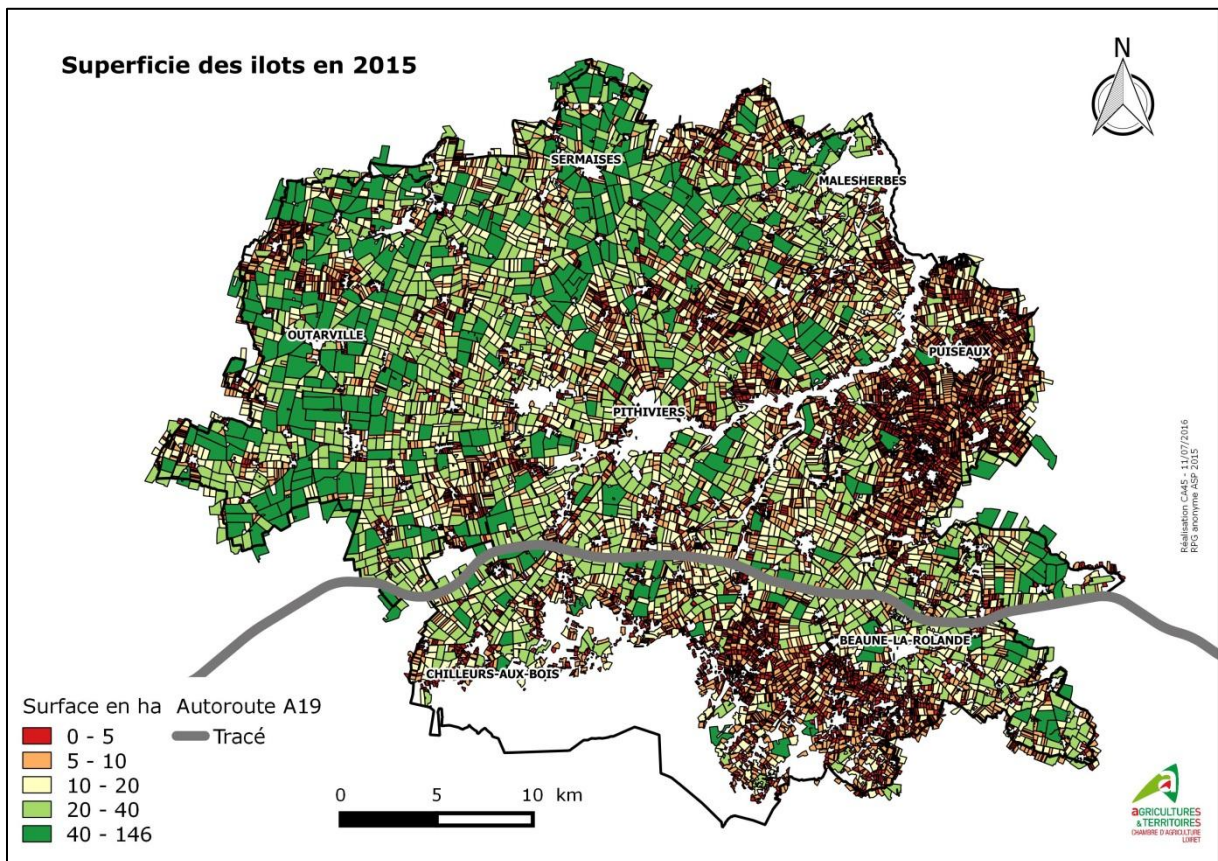 Superficie des ilots en 2015
N
SERMAISES
MALESHERBES
OUTARVILLE
PUISEAUX
PITHIVIERS
BEAUNE-LA-ROLANDE
CHILLEURS-AUX-BOIS
Réalisation CA45 - 11/07/2016
RPG anonyme ASP 2015
Surface en ha
0 - 5
5 - 10
10 - 20
20 - 40
40 - 146
Autoroute A19
Tracé
0 5 10 km
aGRICULTURES
& TERRITOIRES
CHAMBRE D'AGRICULTURE
LOIRET